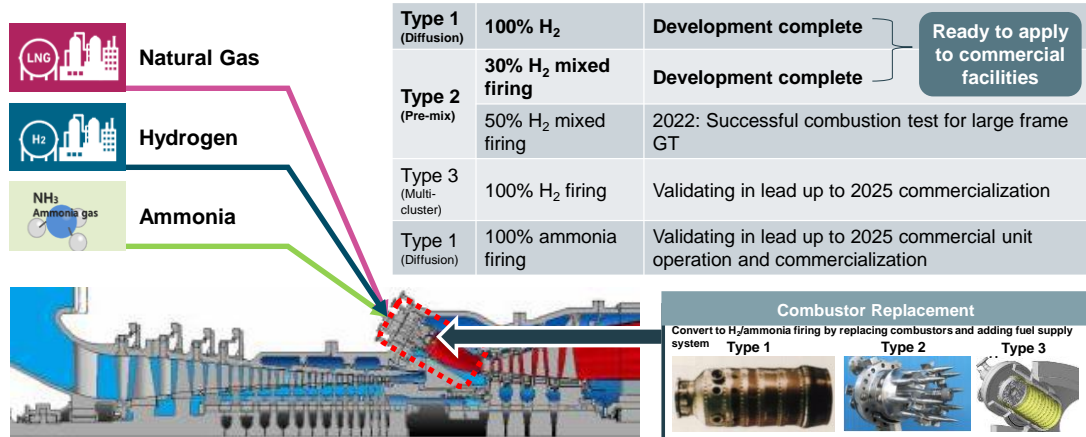 LNG
Natural Gas
H2
Hydrogen
NH3
Ammonia gas
Ammonia
Type 1
(Diffusion)
100% H2
Development complete
Ready to apply
to commercial
facilities
Type 2
(Pre-mix)
30% H2 mixed
firing
Development complete
50% H2 mixed
firing
2022: Successful combustion test for large frame
GT
Type 3
(Multi-
cluster)
100% H2 firing
Validating in lead up to 2025 commercialization
Type 1
(Diffusion)
100% ammonia
firing
Validating in lead up to 2025 commercial unit
operation and commercialization
Combustor Replacement
Convert to H2/ammonia firing by replacing combustors and adding fuel supply
system
Type 1
Type 2
Type 3